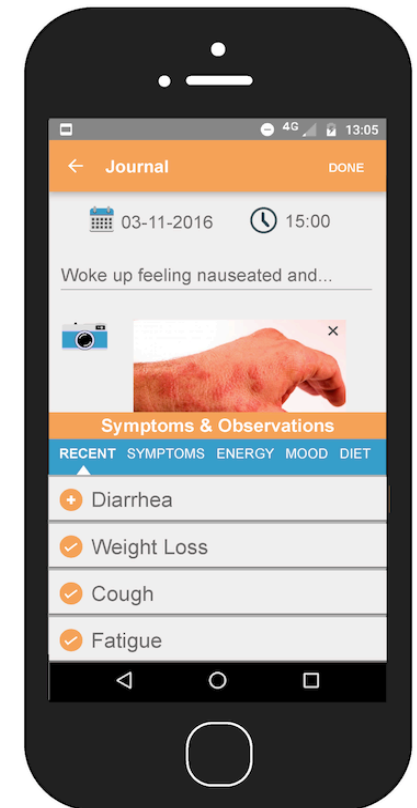 4G 13:05
Journal DONE
03-11-2016 15:00
Woke up feeling nauseated and...
Symptoms & Observations
RECENT SYMPTOMS ENERGY MOOD DIET
Diarrhea
Weight Loss
Cough
Fatigue